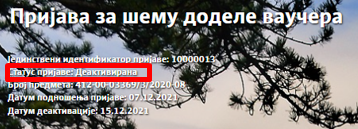 Пријава за шему доделе ваучера
Јединствени идентификатор пријаве: 10000013
Статус пријаве: Деактивирана
Број предмета: 412-00-03369/3/2020-08
Датум подношења пријаве: 07.12.2021
Датум деактивације: 15.12.2021